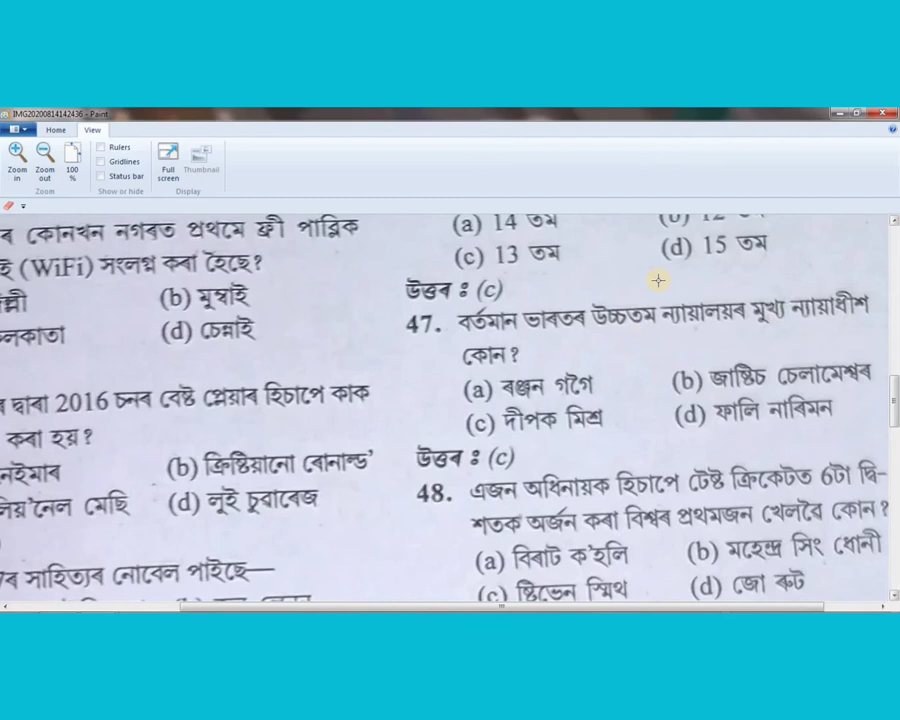 IMG20200814142436 - Paint
Home View
Zoom in
Zoom out
100 %
Rulers
Gridlines
Status bar
Full screen
Thumbnail
Zoom
Show or hide
Display
ৰ কোনখন নগৰত প্ৰথমে ফ্ৰী পাব্লিক
ই (WiFi) সংলগ্ন কৰা হৈছে?
(b) মুম্বাই
(d) চেন্নাই
ৰ দ্বাৰা 2016 চনৰ বেষ্ট প্লেয়াৰ হিচাপে কাক
কৰা হয়?
নেইমাৰ
(b) ক্ৰিষ্টিয়ানো ৰোনাল্ড'
মেছি
(d) লুই চুৱাৰেজ
ৰ সাহিত্যৰ নোবেল পাইছে—
(a) 14 তম
(c) 13 তম
(d) 15 তম
উত্তৰ : (c)
47. বৰ্তমান ভাৰতৰ উচ্চতম ন্যায়ালয়ৰ মূখ্য ন্যায়াধীশ
কোন?
(a) ৰঞ্জন গগৈ
(b) জাষ্টিচ চেলামেশ্বৰ
(c) দীপক মিশ্ৰ
(d) ফালি নাৰিমন
উত্তৰ : (c)
48. এজন অধিনায়ক হিচাপে টেষ্ট ক্ৰিকেটত 6টা দ্বি-
শতক অৰ্জন কৰা বিশ্বৰ প্ৰথমজন খেলুৱৈ কোন?
(a) বিৰাট ক'হলি
(b) মহেন্দ্ৰ সিং ধোনী
(c) ষ্টিভেন স্মিথ
(d) জো ৰুট